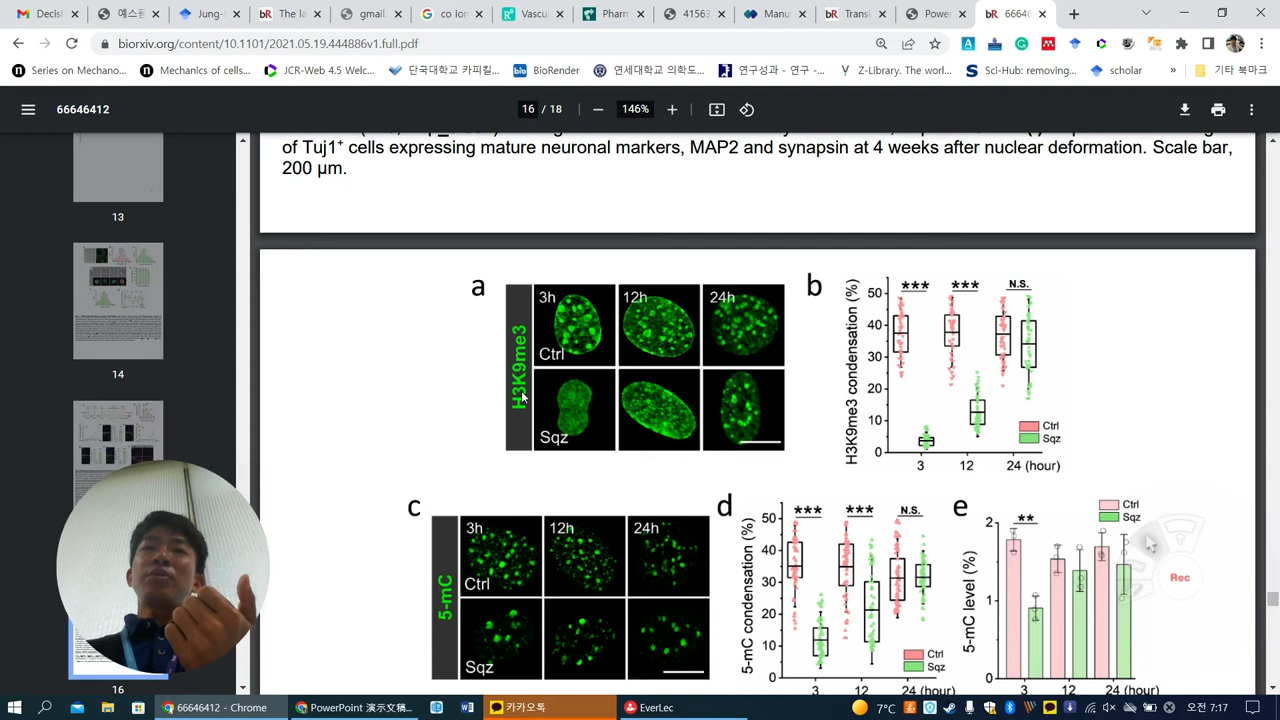 Decisi
예스폼
Jung-
bR The la
gmail.
co ion
Vascu
Pharm
41563
Manu
bR Transi
Power
bR 66646
biorxiv.org/content/10.1101/2021.05.19.444896v1.full.pdf
Series on Mechano...
Mechanics of cells...
JCR-Web 4.5 Welc...
단국대학교 카피킬...
bio BioRender
연세대학교 의학도...
연구성과 - 연구 -...
Z-Library. The worl...
Sci-Hub: removing...
scholar
»
기타 북마크
66646412
16 / 18
146%
of Tuj1+ cells expressing mature neuronal markers, MAP2 and synapsin at 4 weeks after nuclear deformation. Scale bar,
200 μm.
13
14
16
a
H3K9me3
3h
12h
24h
Ctrl
Sqz
b
H3K9me3 condensation (%)
50
40
30
20
10
0
***
***
N.S.
Ctrl
Sqz
3
12
24 (hour)
c
5-mC
3h
12h
24h
Ctrl
Sqz
d
5-mC condensation (%)
50
40
30
20
10
0
***
***
N.S.
Ctrl
Sqz
3
12
24 (hour)
e
5-mC level (%)
2
1
0
**
Ctrl
Sqz
3
12
24 (hour)
Rec
66646412 - Chrome
PowerPoint 演示文稿...
카카오톡
EverLec
7°C
오전 7:17